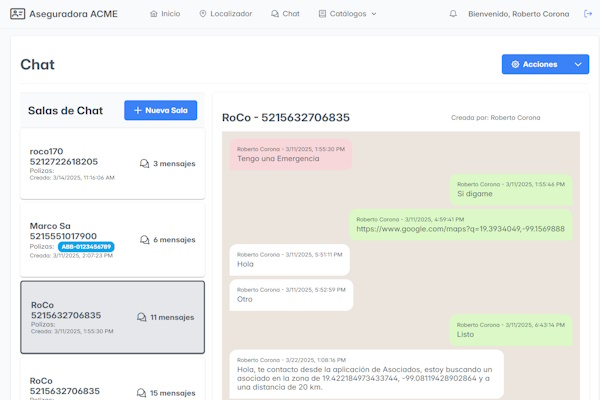 Aseguradora ACME
Inicio
Localizador
Chat
Catálogos
Bienvenido, Roberto Corona
Chat
Acciones
Salas de Chat
Nueva Sala
roco170
5212722618205
Polizas:
Creado: 3/14/2025, 11:16:06 AM
3 mensajes
Marco Sa
5215551017900
Polizas: ABB-0123456789
Creado: 3/11/2025, 2:07:23 PM
6 mensajes
RoCo
5215632706835
Polizas:
Creado: 3/11/2025, 1:55:30 PM
11 mensajes
RoCo
5215632706835
15 mensajes
RoCo - 5215632706835
Creada por: Roberto Corona
Roberto Corona - 3/11/2025, 1:55:30 PM
Tengo una Emergencia
Roberto Corona - 3/11/2025, 1:55:46 PM
Si digame
Roberto Corona - 3/11/2025, 4:59:41 PM
https://www.google.com/maps?q=19.3934049,-99.1569888
Roberto Corona - 3/11/2025, 5:51:11 PM
Hola
Roberto Corona - 3/11/2025, 5:52:59 PM
Otro
Roberto Corona - 3/11/2025, 6:43:14 PM
Listo
Roberto Corona - 3/22/2025, 1:08:16 PM
Hola, te contacto desde la aplicación de Asociados, estoy buscando un
asociado en la zona de 19.422184973433744, -99.08119428902864 y a
una distancia de 20 km.